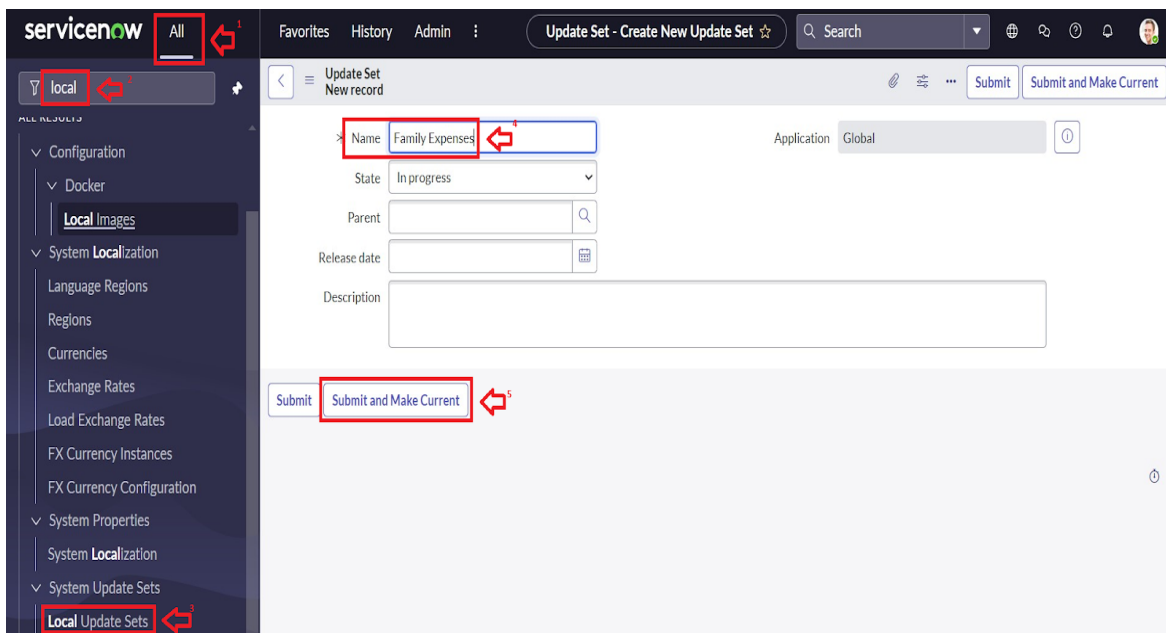 servicenow All 1 Favorites History Admin Update Set - Create New Update Set Search
local 2
ALL RESULTS
Configuration
Docker
Local Images
System Localization
Language Regions
Regions
Currencies
Exchange Rates
Load Exchange Rates
FX Currency Instances
FX Currency Configuration
System Properties
System Localization
System Update Sets
Local Update Sets 3
Update Set
New record
Submit Submit and Make Current
* Name Family Expenses 4
Application Global
State In progress
Parent
Release date
Description
Submit Submit and Make Current 5